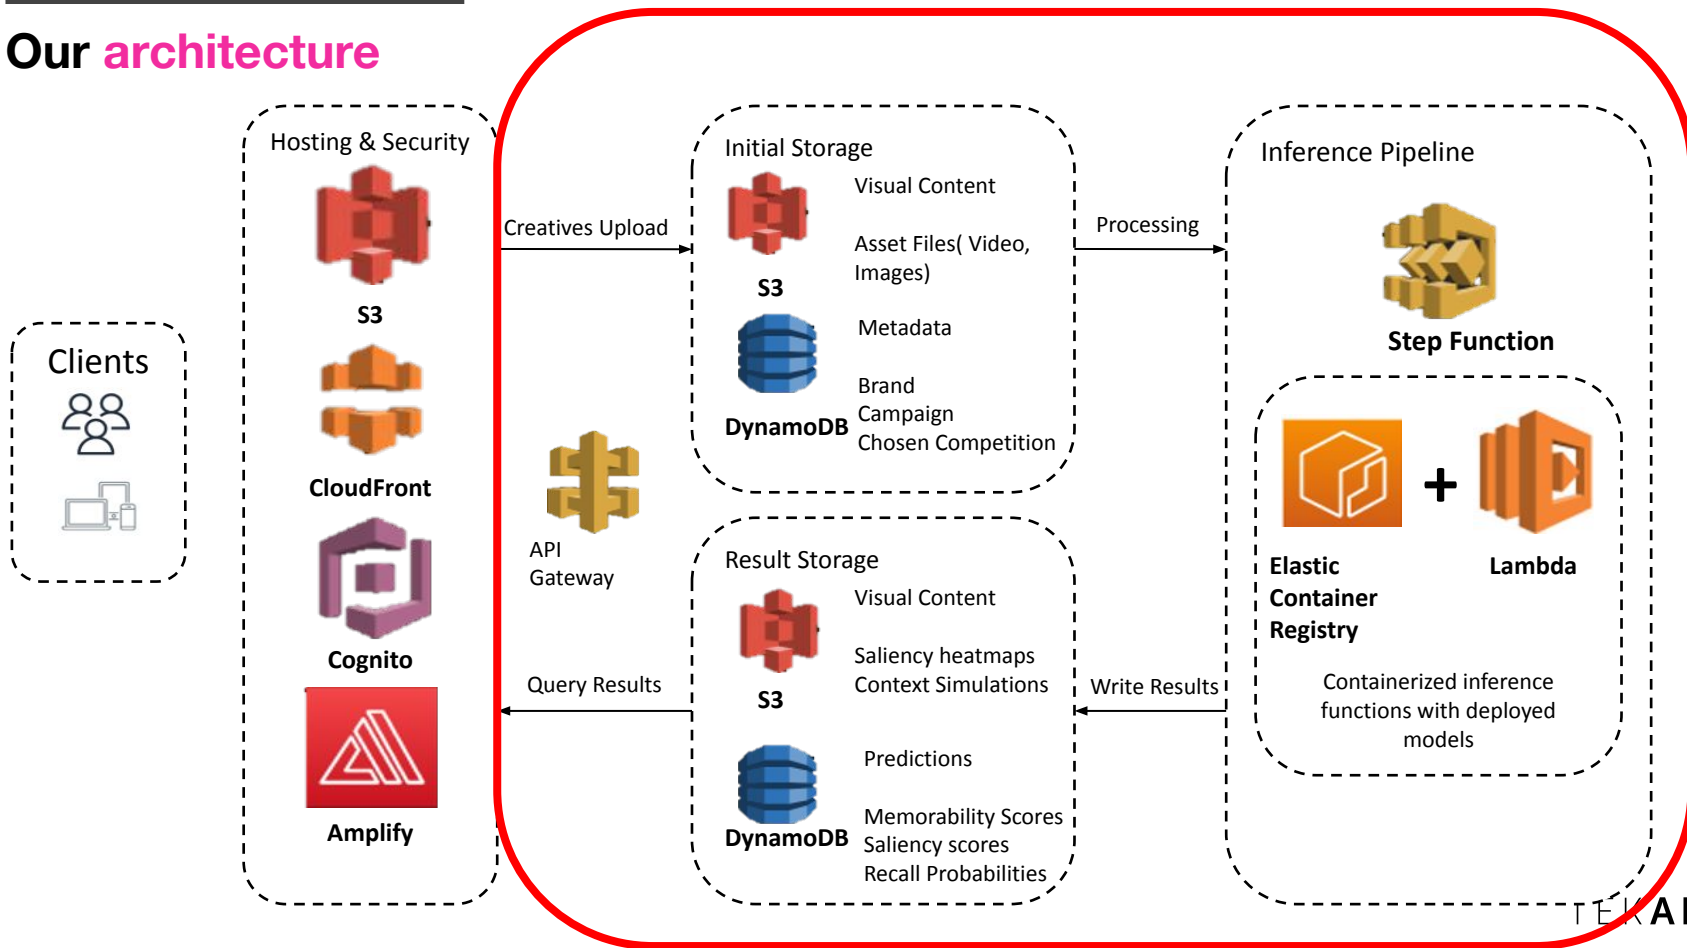 Our architecture
Clients
Hosting & Security
S3
CloudFront
Cognito
Amplify
Creatives Upload
API
Gateway
Query Results
Initial Storage
Visual Content
Asset Files( Video,
Images)
S3
Metadata
Brand
Campaign
Chosen Competition
DynamoDB
Result Storage
Visual Content
Saliency heatmaps
Context Simulations
S3
Predictions
Memorability Scores
Saliency scores
Recall Probabilities
DynamoDB
Processing
Write Results
Inference Pipeline
Step Function
Elastic
Container
Registry
+
Lambda
Containerized inference
functions with deployed
models